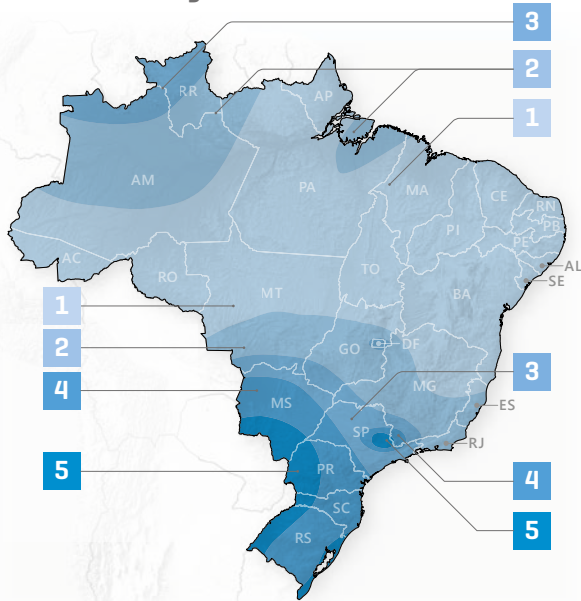 3
RR
2
AP
1
AM
PA
MA
CE
RN
PB
PI
PE
AC
AL
TO
SE
RO
BA
MT
1
2
DF
GO
3
4
MG
MS
ES
SP
RJ
5
PR
4
SC
5
RS